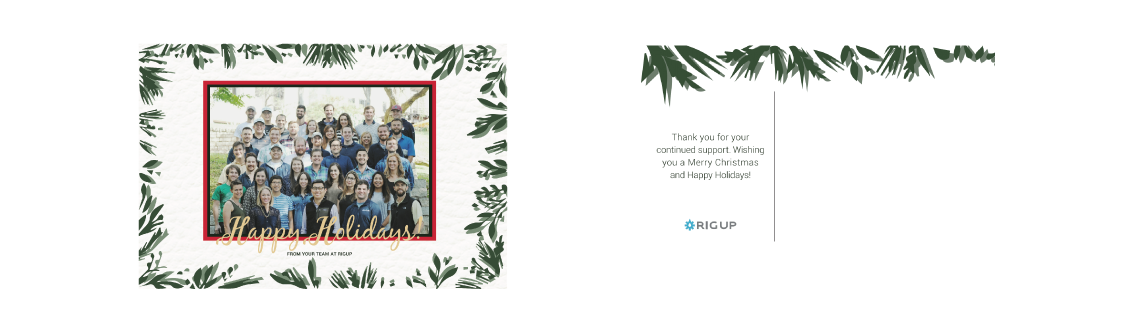 Happy Holidays!
FROM YOUR TEAM AT RIGUP
Thank you for your
continued support. Wishing
you a Merry Christmas
and Happy Holidays!
RIGUP